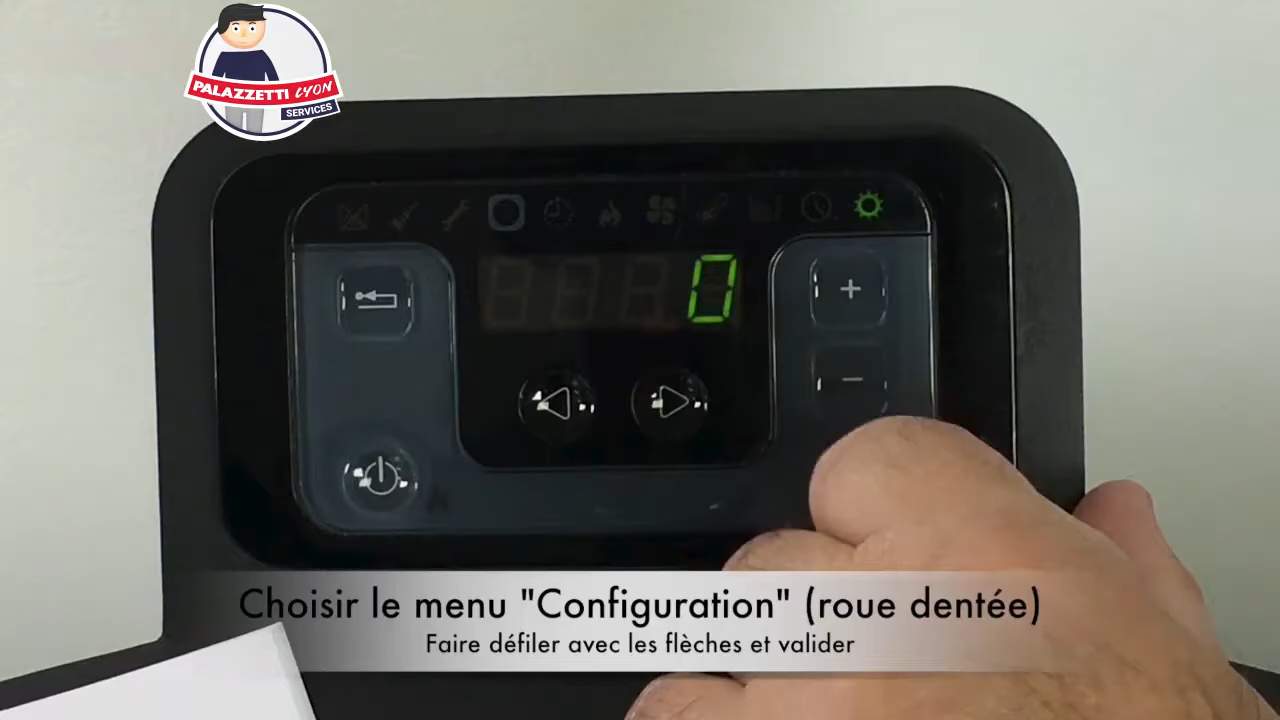 PALAZZETTI LYON
SERVICES
0
+
-
Choisir le menu "Configuration" (roue dentée)
Faire défiler avec les flèches et valider